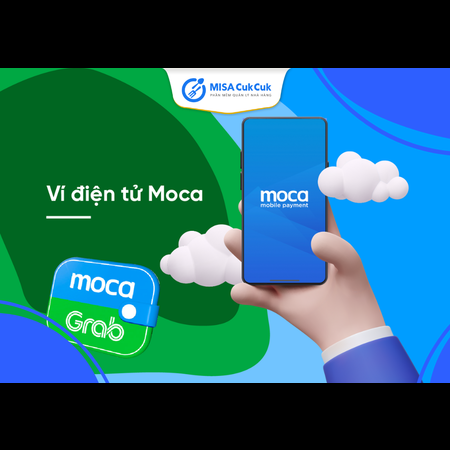 MISA CukCuk
PHẦN MỀM QUẢN LÝ NHÀ HÀNG
Ví điện tử Moca
moca
mobile payment
moca
Grab